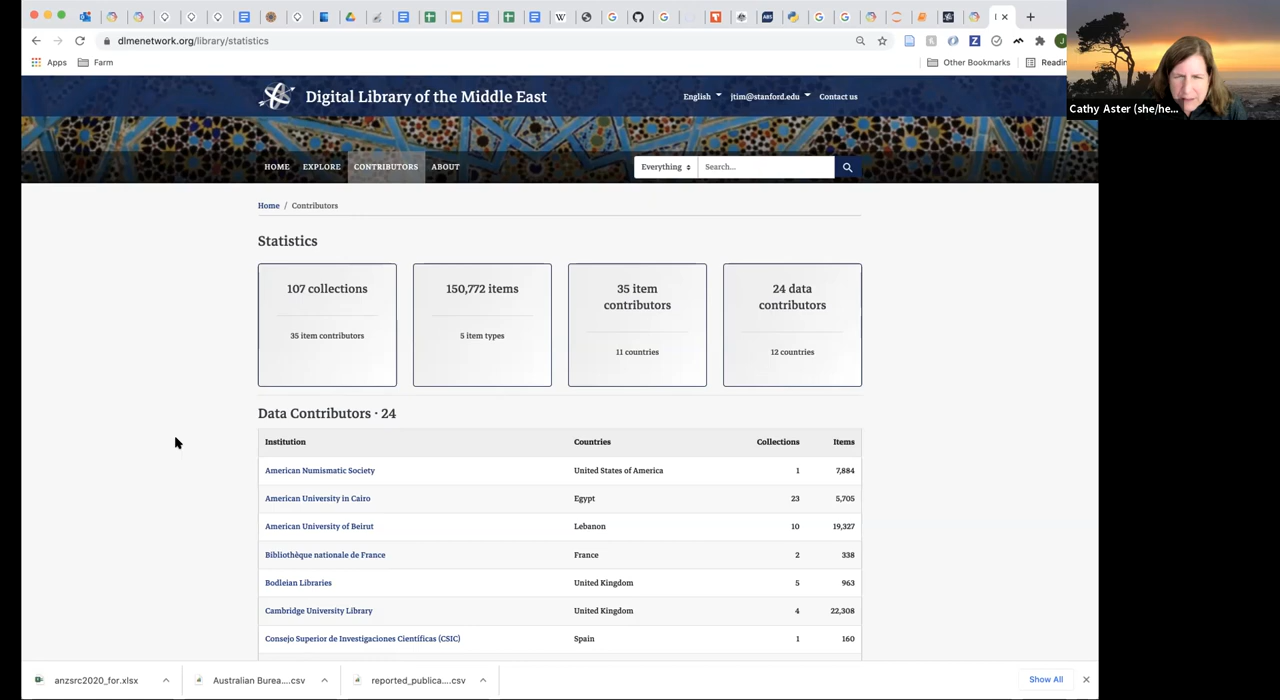 dlmenetwork.org/library/statistics
Apps
Farm
Other Bookmarks
Readin
Cathy Aster (she/he...
Digital Library of the Middle East
English
jtim@stanford.edu
Contact us
HOME
EXPLORE
CONTRIBUTORS
ABOUT
Everything
Search...
Home / Contributors
Statistics
107 collections
35 item contributors
150,772 items
5 item types
35 item
contributors
11 countries
24 data
contributors
12 countries
Data Contributors · 24
Institution Countries Collections Items
American Numismatic Society United States of America 1 7,884
American University in Cairo Egypt 23 5,705
American University of Beirut Lebanon 10 19,327
Bibliothèque nationale de France France 2 338
Bodleian Libraries United Kingdom 5 963
Cambridge University Library United Kingdom 4 22,308
Consejo Superior de Investigaciones Científicas (CSIC) Spain 1 160
anzsrc2020_for.xlsx
Australian Burea....csv
reported_publica....csv
Show All